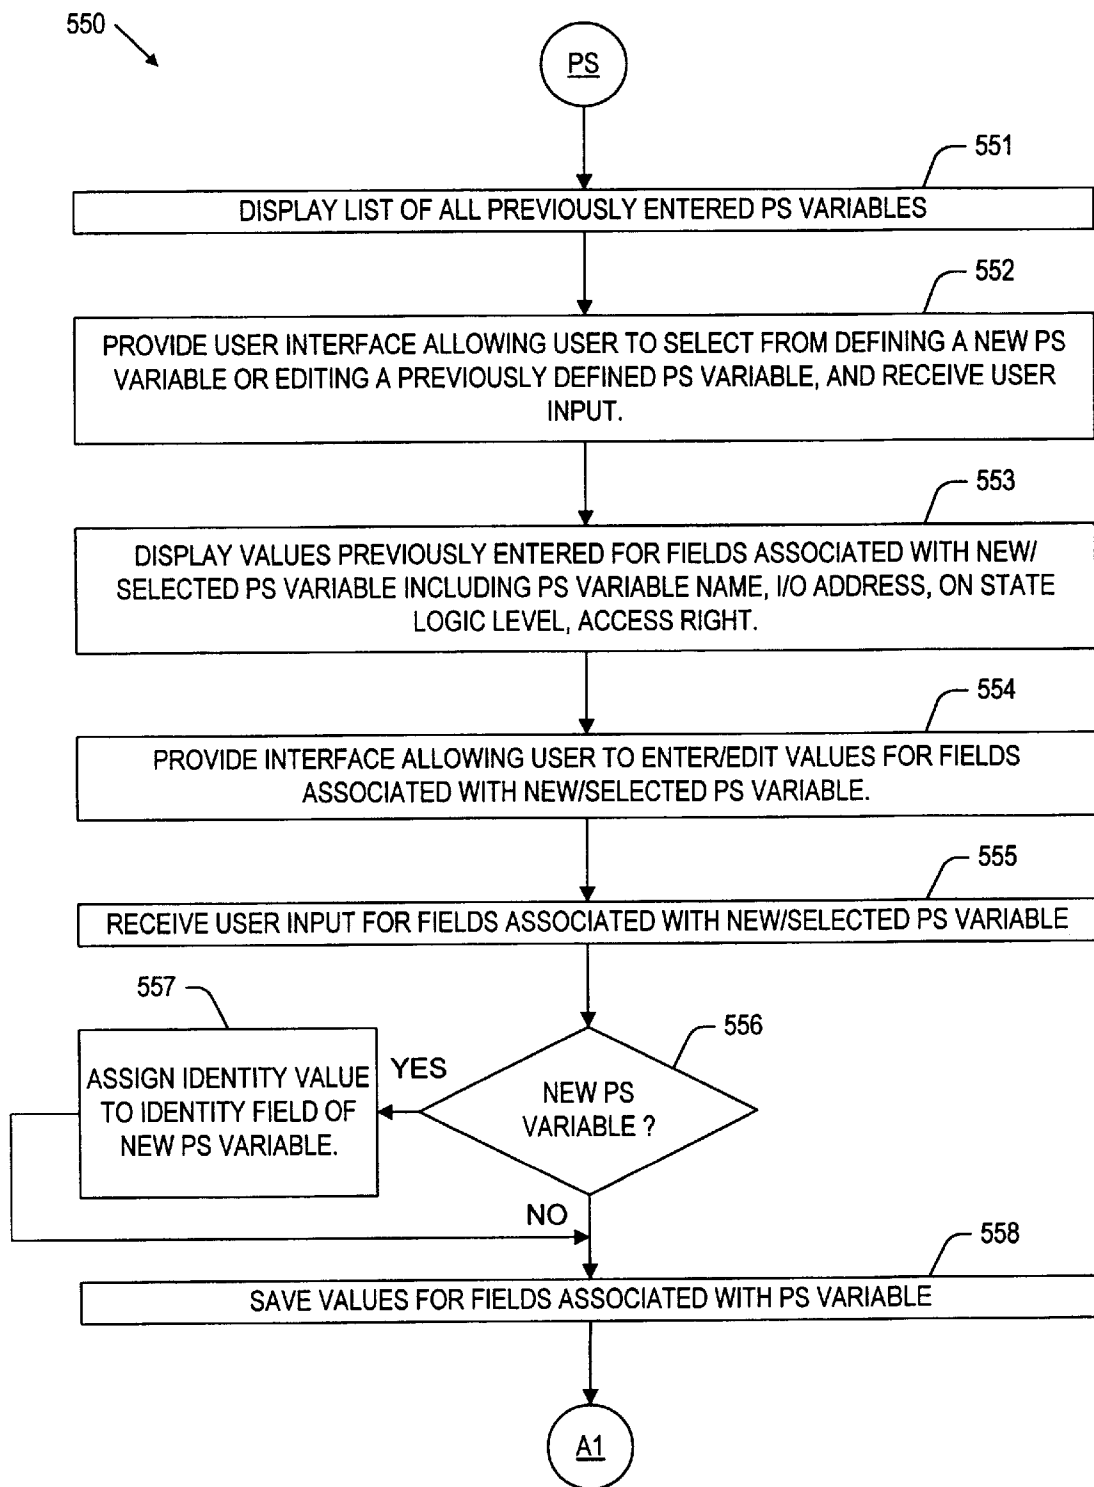 550
PS
551
DISPLAY LIST OF ALL PREVIOUSLY ENTERED PS VARIABLES
552
PROVIDE USER INTERFACE ALLOWING USER TO SELECT FROM DEFINING A NEW PS
VARIABLE OR EDITING A PREVIOUSLY DEFINED PS VARIABLE, AND RECEIVE USER
INPUT.
553
DISPLAY VALUES PREVIOUSLY ENTERED FOR FIELDS ASSOCIATED WITH NEW/
SELECTED PS VARIABLE INCLUDING PS VARIABLE NAME, I/O ADDRESS, ON STATE
LOGIC LEVEL, ACCESS RIGHT.
554
PROVIDE INTERFACE ALLOWING USER TO ENTER/EDIT VALUES FOR FIELDS
ASSOCIATED WITH NEW/SELECTED PS VARIABLE.
555
RECEIVE USER INPUT FOR FIELDS ASSOCIATED WITH NEW/SELECTED PS VARIABLE
556
NEW PS
VARIABLE ?
YES
557
ASSIGN IDENTITY VALUE
TO IDENTITY FIELD OF
NEW PS VARIABLE.
NO
558
SAVE VALUES FOR FIELDS ASSOCIATED WITH PS VARIABLE
A1